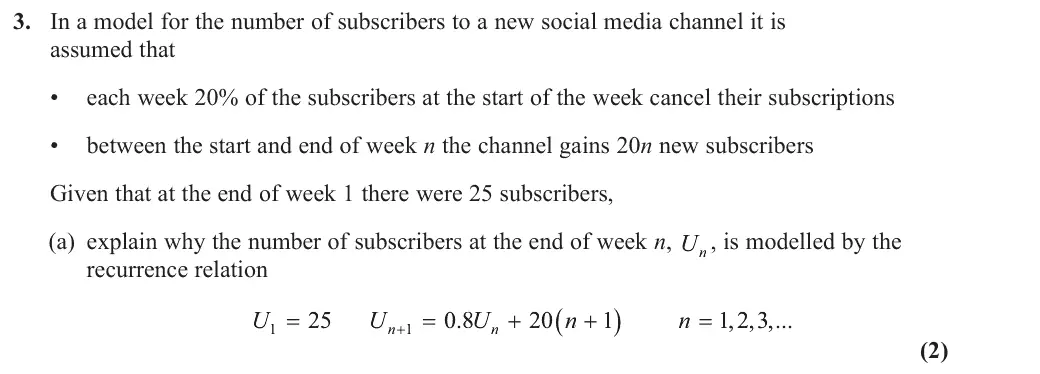 3. In a model for the number of subscribers to a new social media channel it is
assumed that
• each week 20% of the subscribers at the start of the week cancel their subscriptions
• between the start and end of week n the channel gains 20n new subscribers
Given that at the end of week 1 there were 25 subscribers,
(a) explain why the number of subscribers at the end of week n, Uₙ, is modelled by the
recurrence relation
U₁ = 25 Uₙ₊₁ = 0.8Uₙ + 20(n + 1) n = 1, 2, 3, ...
(2)